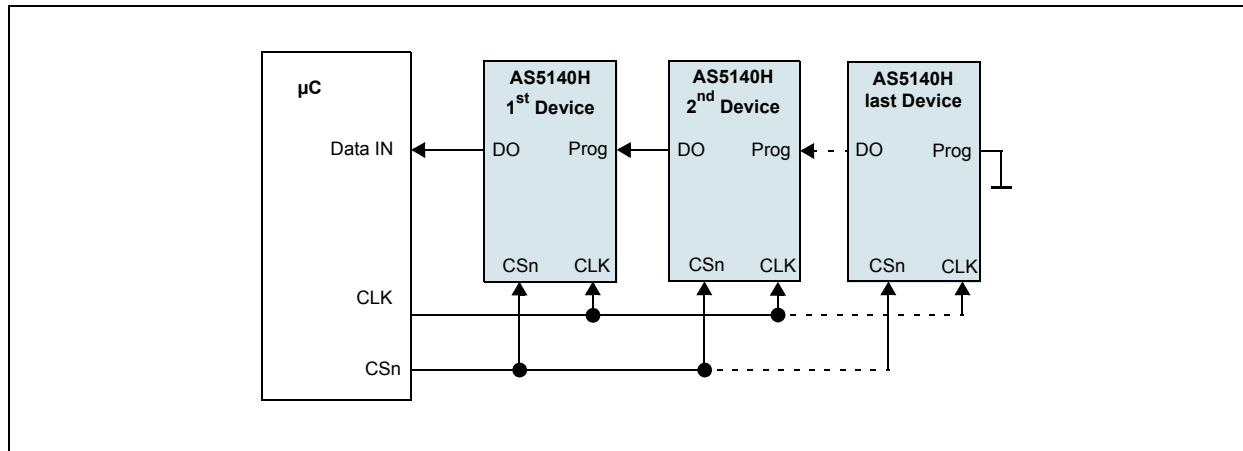 µC
Data IN
CLK
CSn
AS5140H
1st Device
DO Prog
CSn CLK
AS5140H
2nd Device
DO Prog
CSn CLK
AS5140H
last Device
DO Prog
CSn CLK